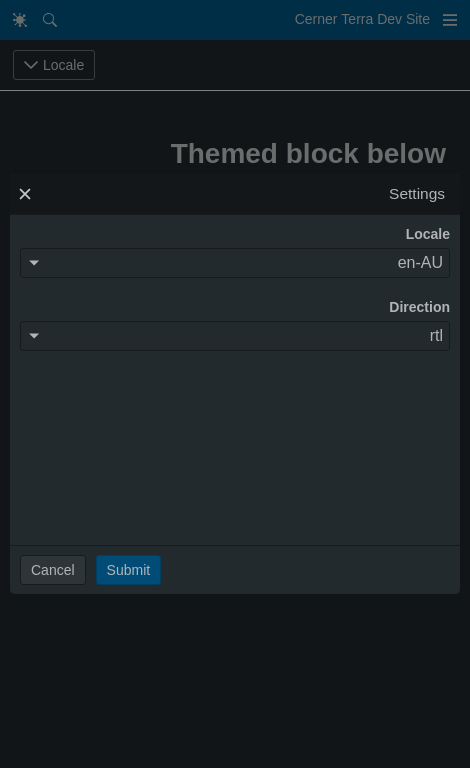 Cerner Terra Dev Site
Locale
Themed block below
Settings
Locale
en-AU
Direction
rtl
Cancel
Submit